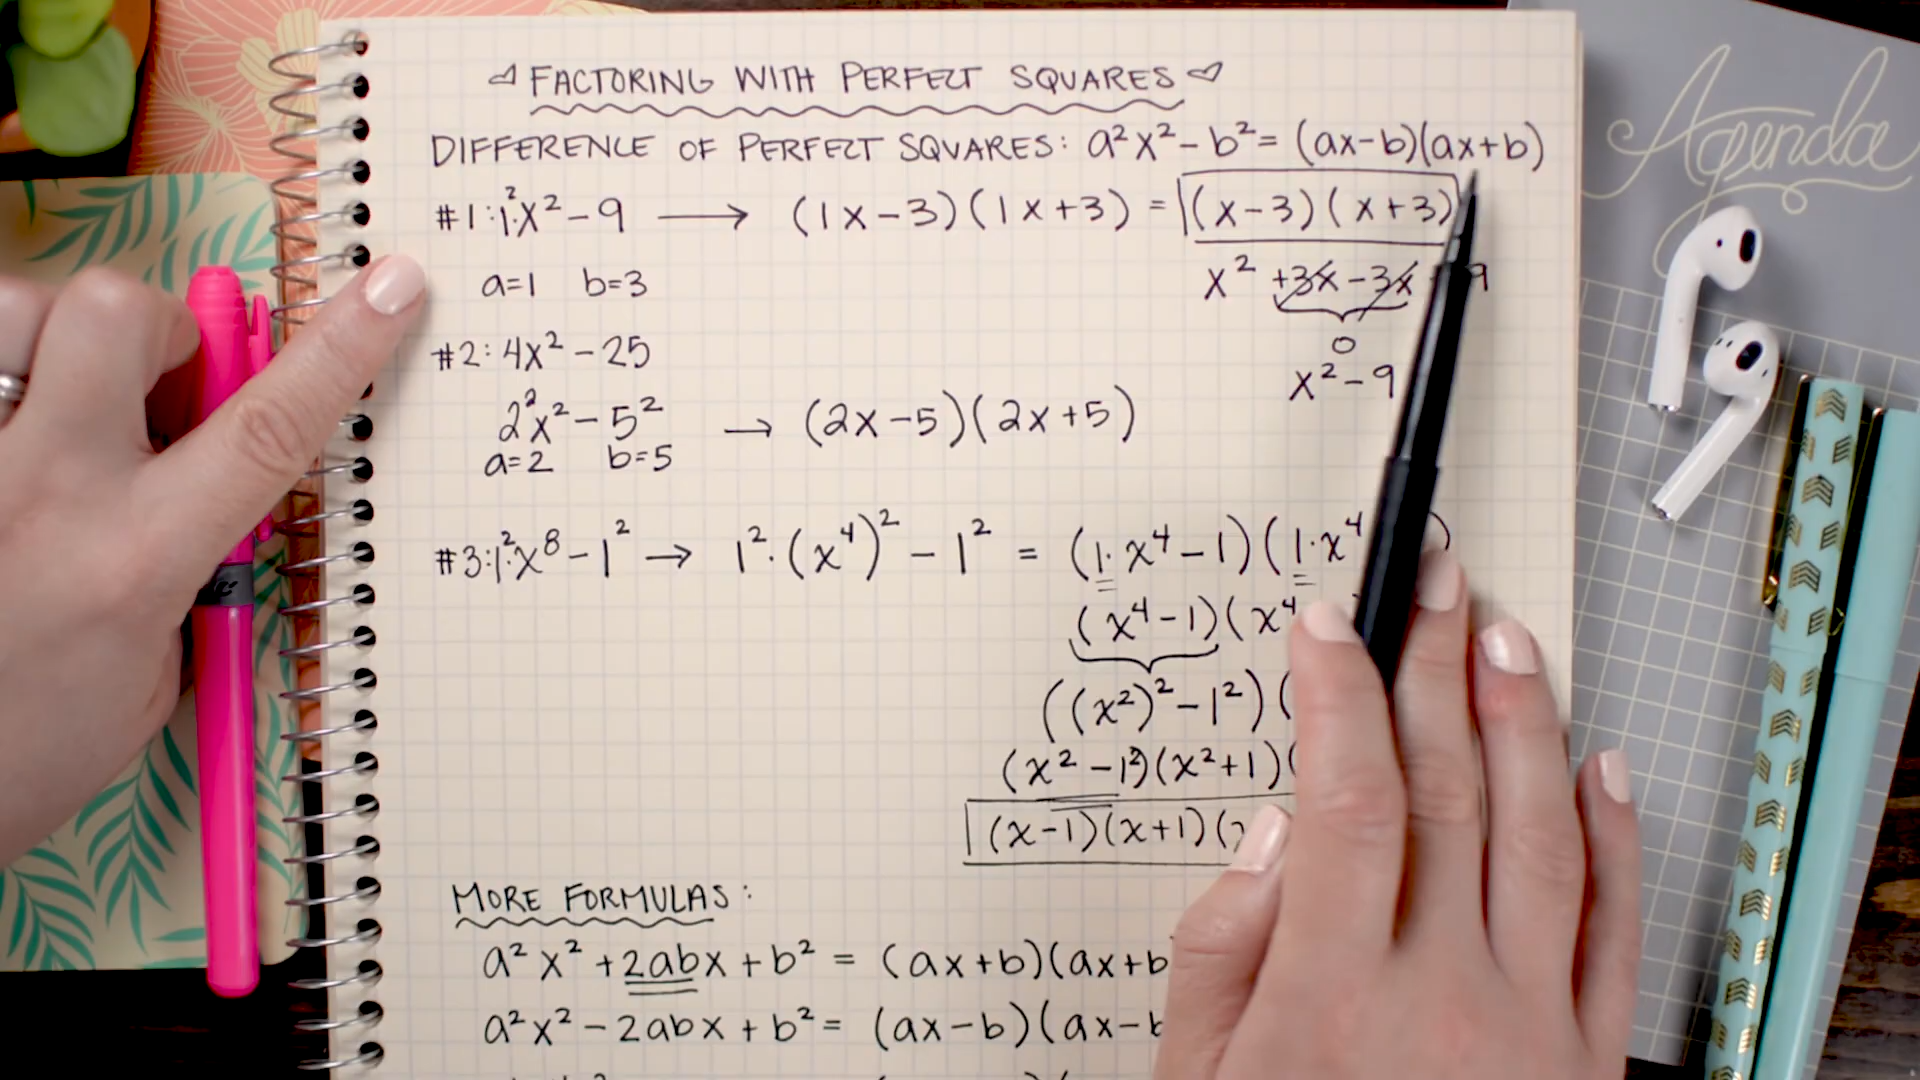 FACTORING WITH PERFECT SQUARES
DIFFERENCE OF PERFECT SQUARES: a²x² - b² = (ax-b)(ax+b)
#1: 1²·x² - 9 → (1x-3)(1x+3) = (x-3)(x+3)
a=1 b=3
x² +3x -3x - 9
0
x² - 9
#2: 4x² - 25
2²x² - 5² → (2x-5)(2x+5)
a=2 b=5
#3: 1²·x⁸ - 1² → 1²·(x⁴)² - 1² = (1·x⁴-1)(1·x⁴ )
(x⁴-1)(x⁴
((x²)²-1²)(
(x²-1²)(x²+1)(
(x-1)(x+1)(
MORE FORMULAS:
a²x² + 2abx + b² = (ax+b)(ax+b
a²x² - 2abx + b² = (ax-b)(ax-b
Agenda